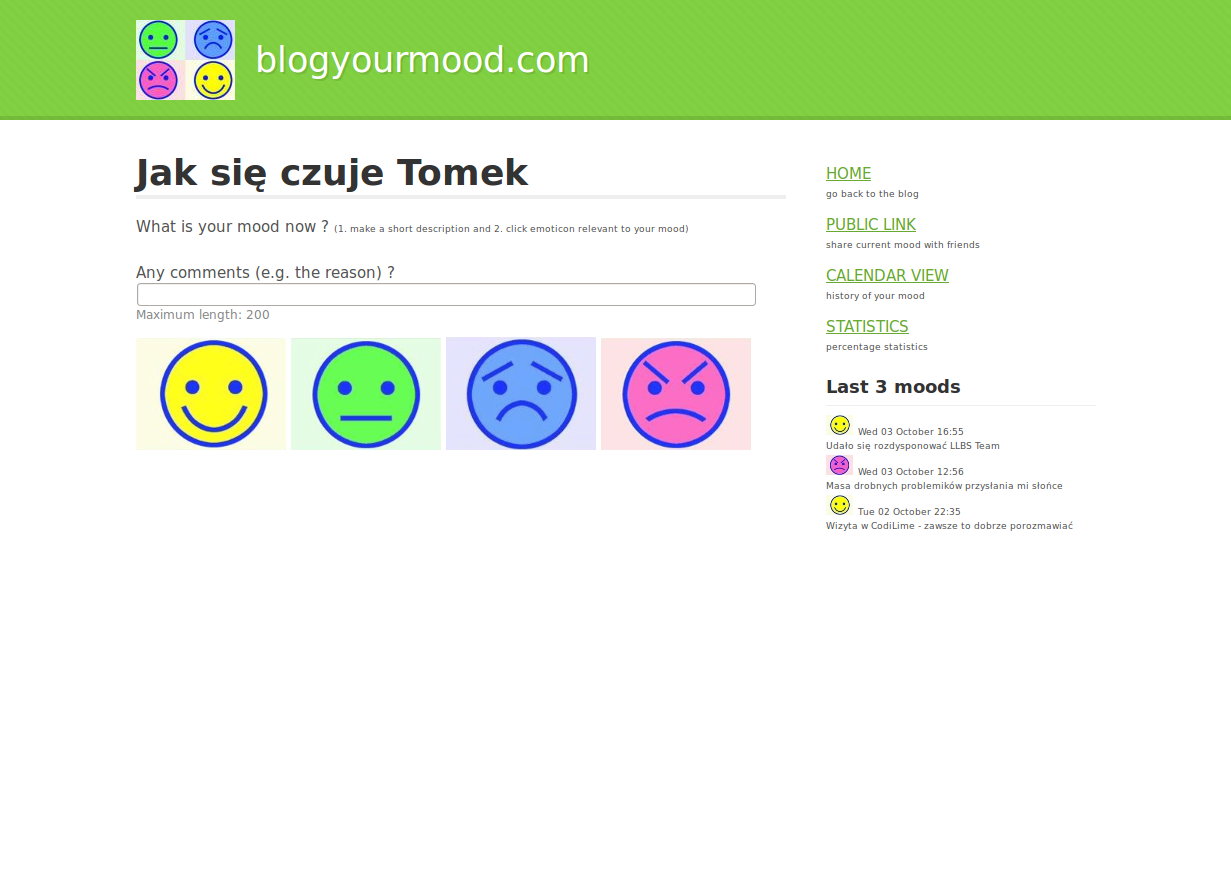 blogyourmood.com
Jak się czuje Tomek
What is your mood now ? (1. make a short description and 2. click emoticon relevant to your mood)
Any comments (e.g. the reason) ?
Maximum length: 200
HOME
go back to the blog
PUBLIC LINK
share current mood with friends
CALENDAR VIEW
history of your mood
STATISTICS
percentage statistics
Last 3 moods
Wed 03 October 16:55
Udało się rozdysponować LLBS Team
Wed 03 October 12:56
Masa drobnych problemików przysłania mi słońce
Tue 02 October 22:35
Wizyta w CodiLime - zawsze to dobrze porozmawiać